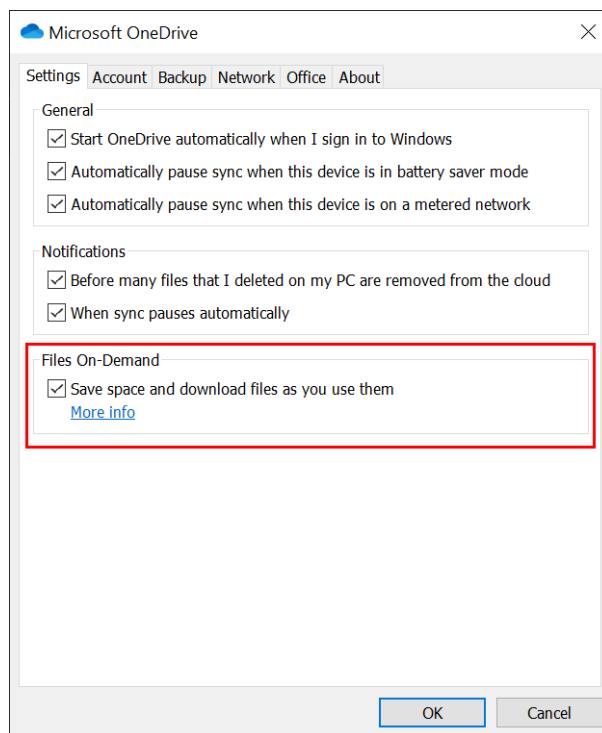 Microsoft OneDrive
Settings Account Backup Network Office About
General
Start OneDrive automatically when I sign in to Windows
Automatically pause sync when this device is in battery saver mode
Automatically pause sync when this device is on a metered network
Notifications
Before many files that I deleted on my PC are removed from the cloud
When sync pauses automatically
Files On-Demand
Save space and download files as you use them
More info
OK Cancel